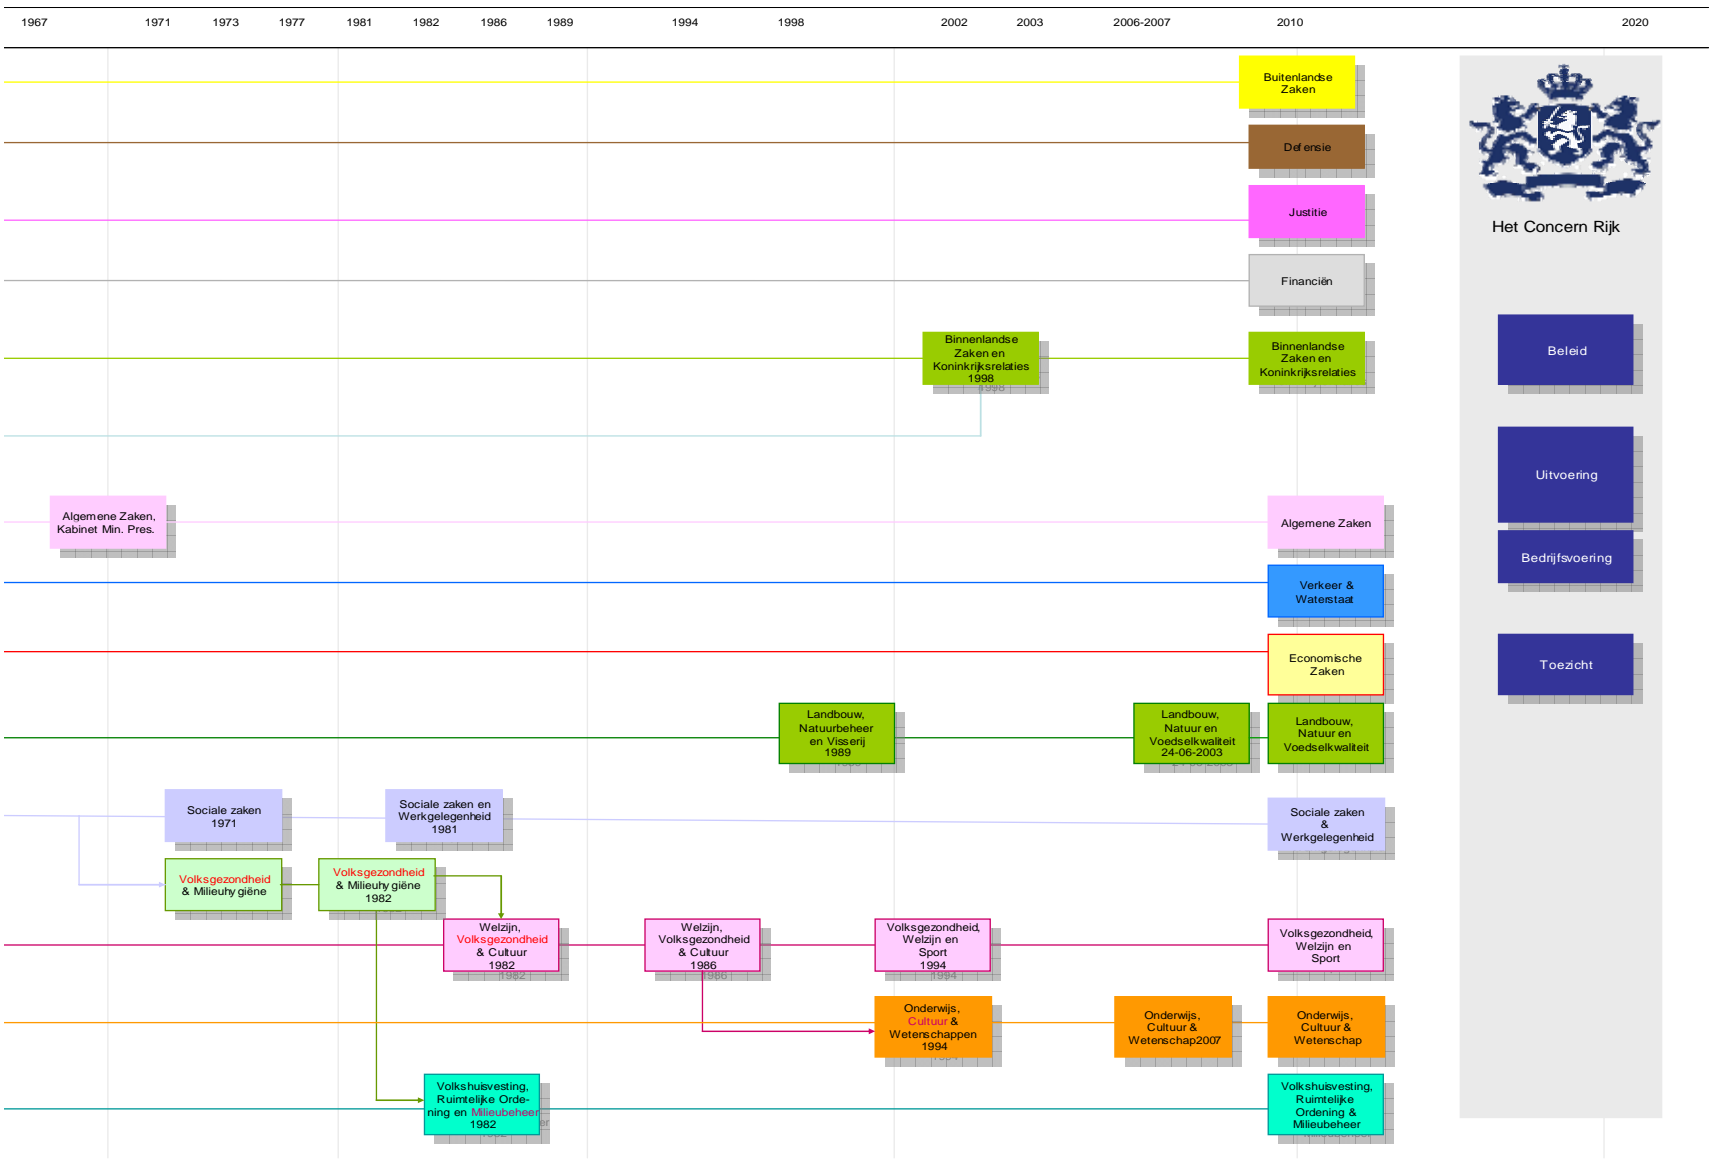 1967 1971 1973 1977 1981 1982 1986 1989 1994 1998 2002 2003 2006-2007 2010 2020
Buitenlandse
Zaken
Defensie
Justitie
Het Concern Rijk
Financiën
Binnenlandse
Zaken en
Koninkrijksrelaties
1998
Binnenlandse
Zaken en
Koninkrijksrelaties
Beleid
Uitvoering
Algemene Zaken,
Kabinet Min. Pres.
Algemene Zaken
Bedrijfsvoering
Verkeer &
Waterstaat
Economische
Zaken
Toezicht
Landbouw,
Natuurbeheer
en Visserij
1989
Landbouw,
Natuur en
Voedselkwaliteit
24-06-2003
Landbouw,
Natuur en
Voedselkwaliteit
Sociale zaken
1971
Sociale zaken en
Werkgelegenheid
1981
Sociale zaken
&
Werkgelegenheid
Volksgezondheid
& Milieuhygiëne
Volksgezondheid
& Milieuhygiëne
1982
Welzijn,
Volksgezondheid
& Cultuur
1982
Welzijn,
Volksgezondheid
& Cultuur
1986
Volksgezondheid,
Welzijn en
Sport
1994
Volksgezondheid,
Welzijn en
Sport
Onderwijs,
Cultuur &
Wetenschappen
1994
Onderwijs,
Cultuur &
Wetenschap2007
Onderwijs,
Cultuur &
Wetenschap
Volkshuisvesting,
Ruimtelijke Orde-
ning en Milieubeheer
1982
Volkshuisvesting,
Ruimtelijke
Ordening &
Milieubeheer